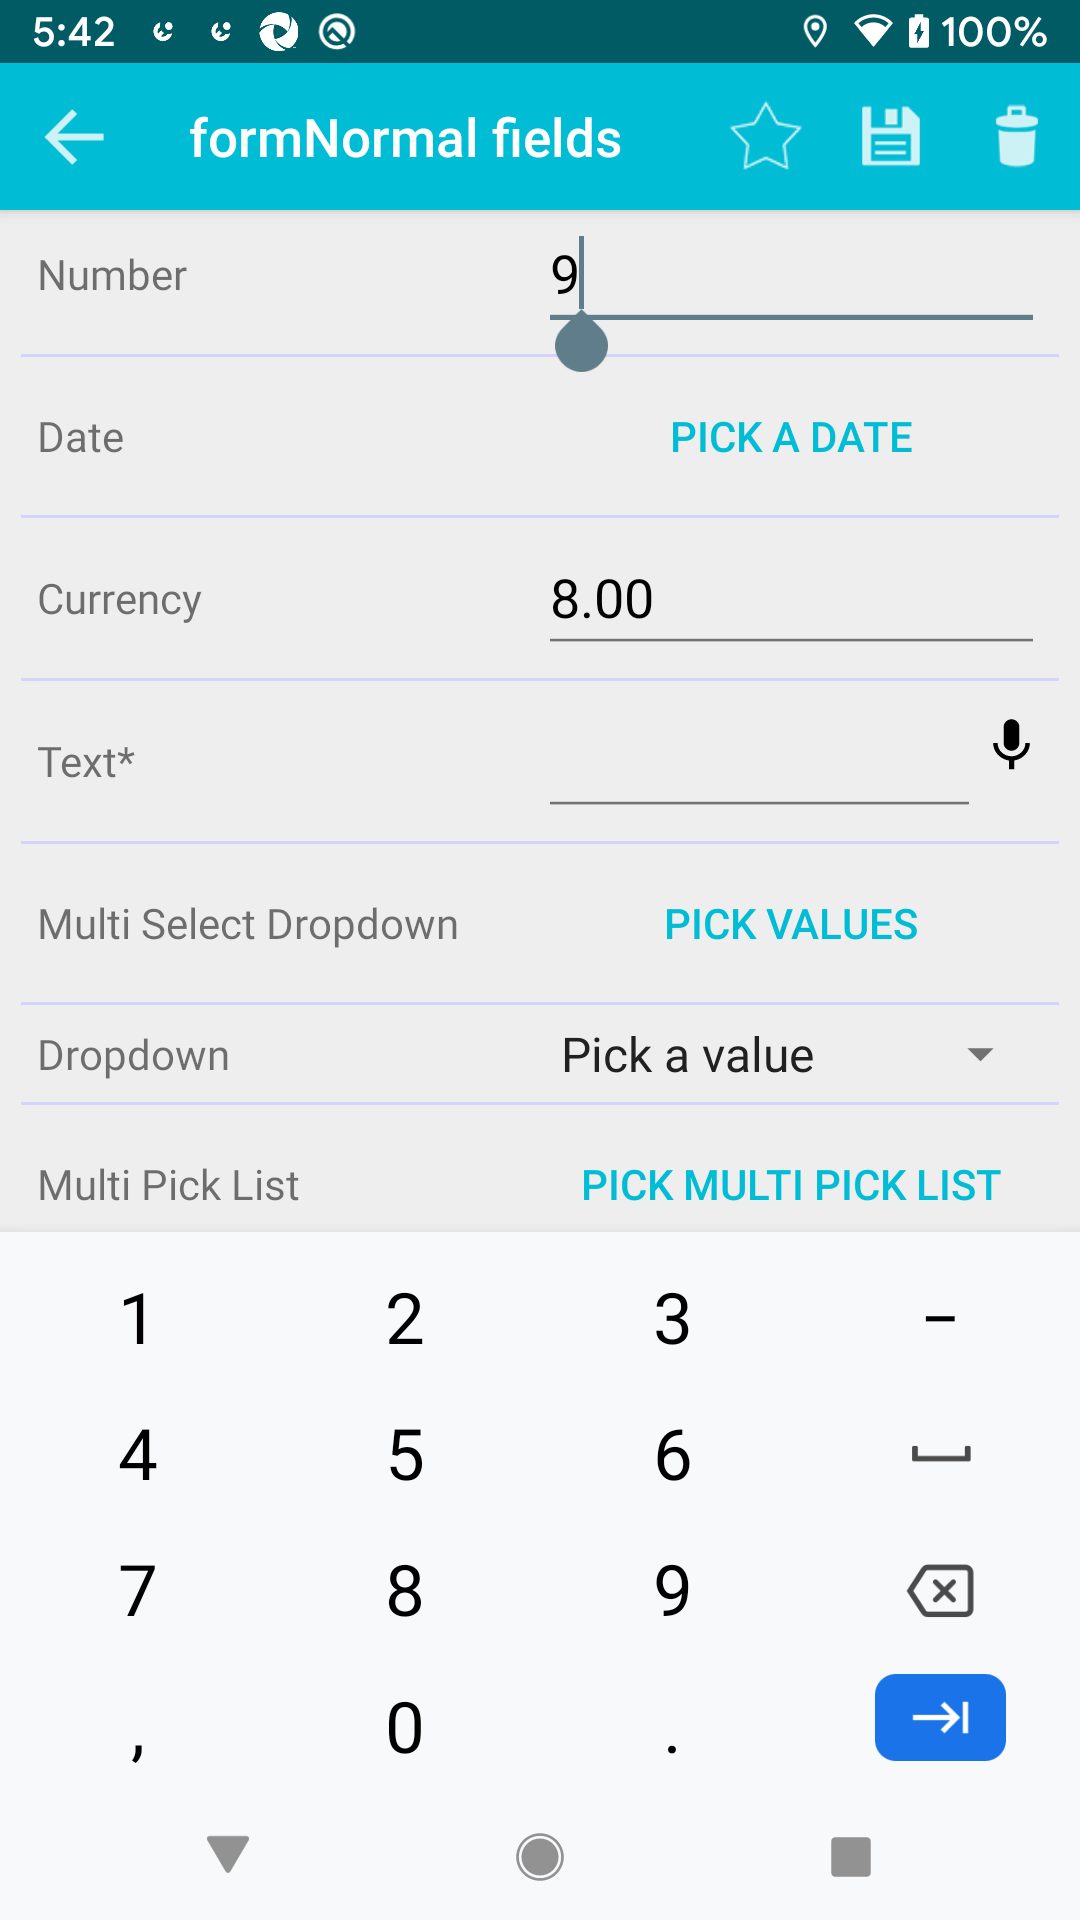 5:42 100%
formNormal fields
Number 9
Date PICK A DATE
Currency 8.00
Text*
Multi Select Dropdown PICK VALUES
Dropdown Pick a value
Multi Pick List PICK MULTI PICK LIST
1 2 3 −
4 5 6
7 8 9
, 0 .